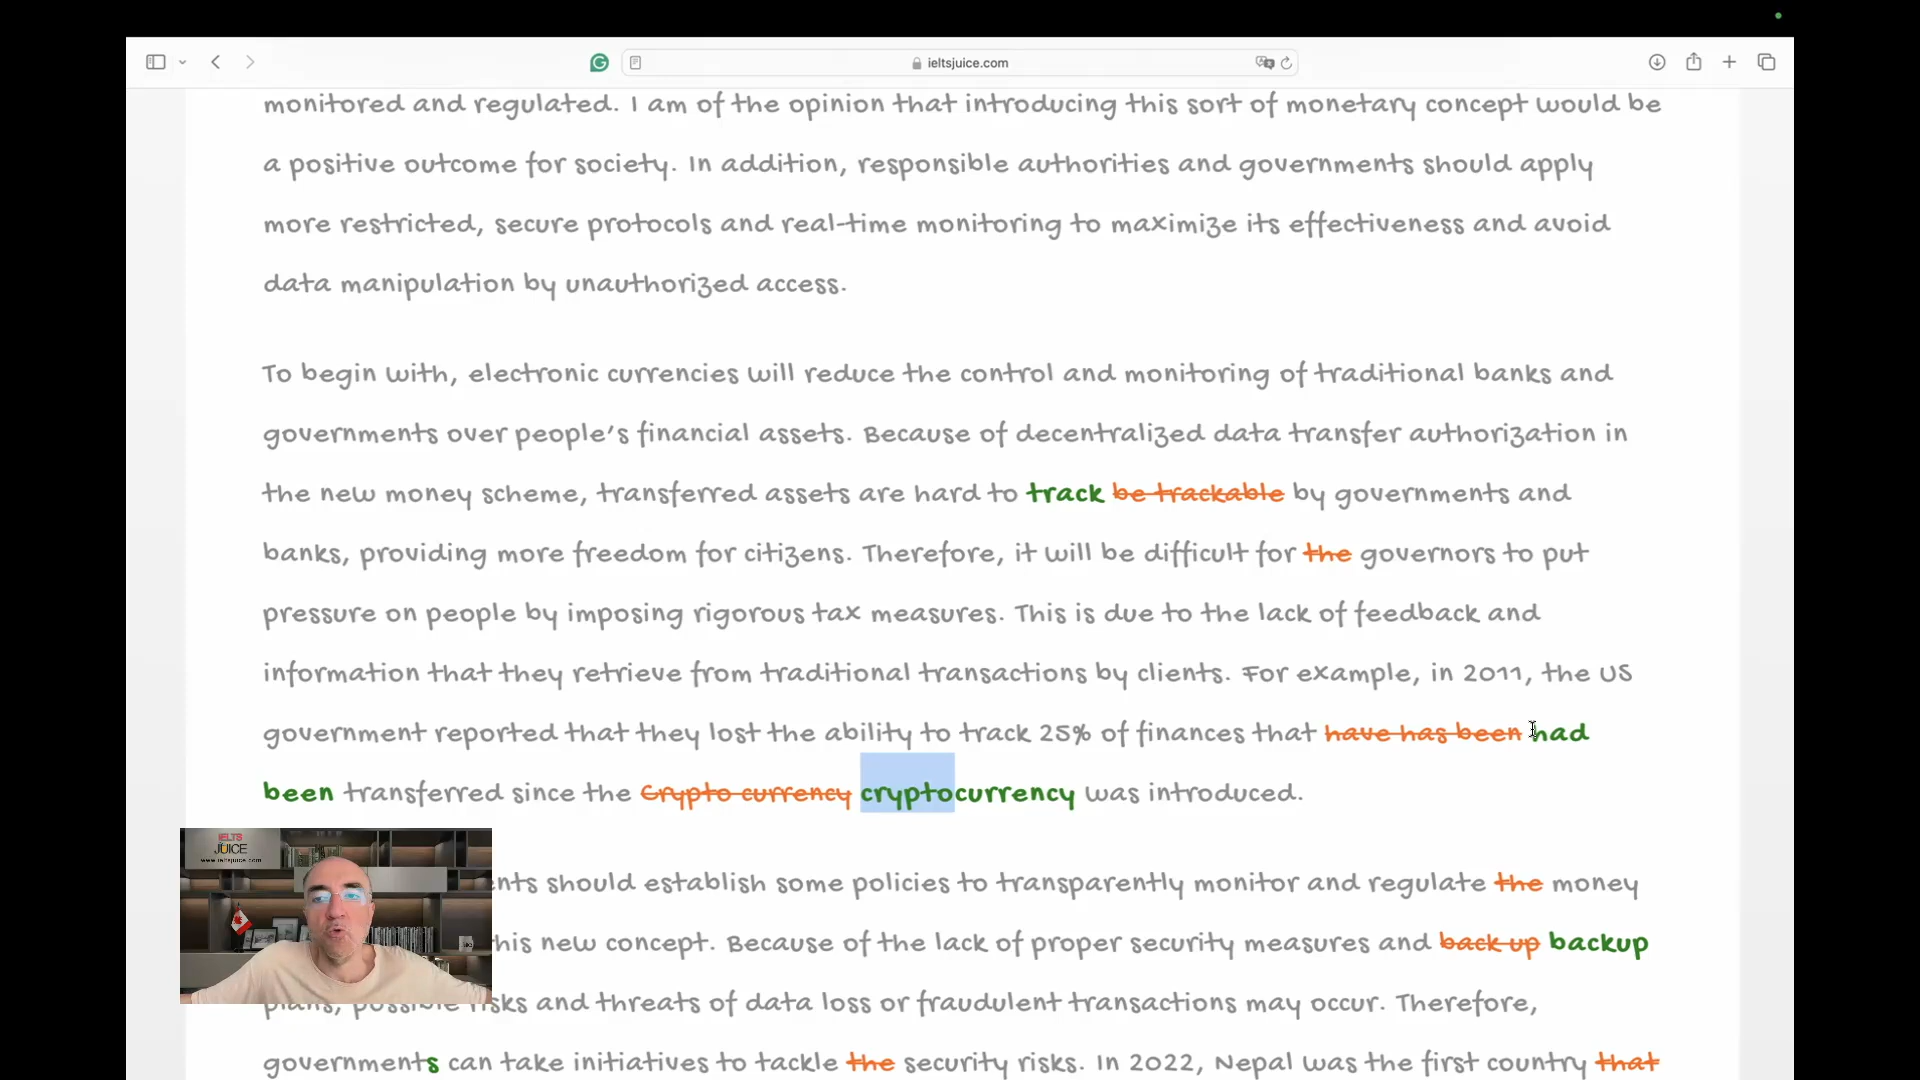 ieltsjuice.com
monitored and regulated. I am of the opinion that introducing this sort of monetary concept would be
a positive outcome for society. In addition, responsible authorities and governments should apply
more restricted, secure protocols and real-time monitoring to maximize its effectiveness and avoid
data manipulation by unauthorized access.
To begin with, electronic currencies will reduce the control and monitoring of traditional banks and
governments over people's financial assets. Because of decentralized data transfer authorization in
the new money scheme, transferred assets are hard to track be trackable by governments and
banks, providing more freedom for citizens. Therefore, it will be difficult for the governors to put
pressure on people by imposing rigorous tax measures. This is due to the lack of feedback and
information that they retrieve from traditional transactions by clients. For example, in 2011, the US
government reported that they lost the ability to track 25% of finances that have has been had
been transferred since the Crypto currency cryptocurrency was introduced.
nts should establish some policies to transparently monitor and regulate the money
his new concept. Because of the lack of proper security measures and back up backup
plans, possible risks and threats of data loss or fraudulent transactions may occur. Therefore,
governments can take initiatives to tackle the security risks. In 2022, Nepal was the first country that
IELTS
JUICE
www.ieltsjuice.com